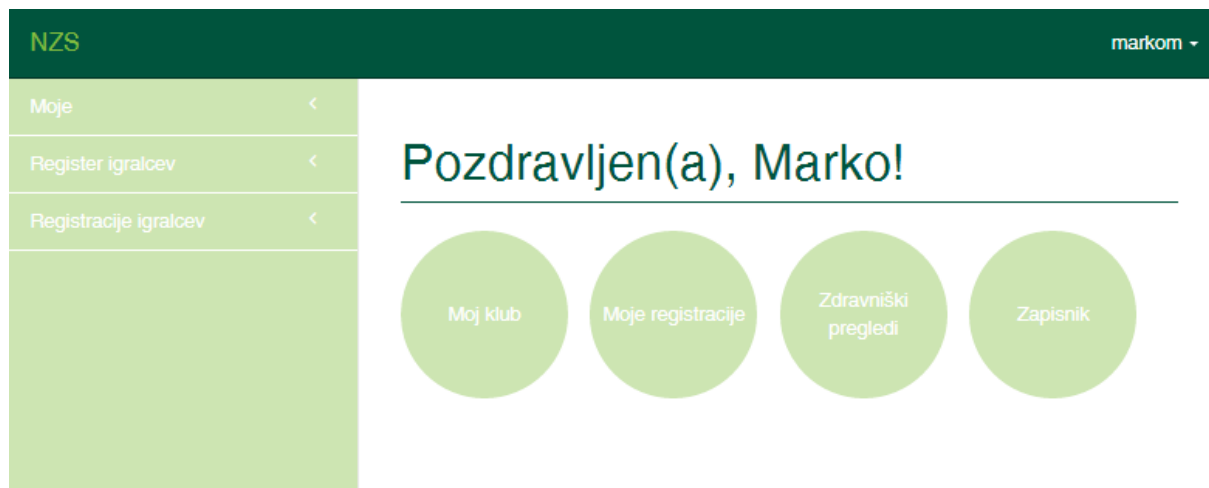 NZS
markom
Moje
Register igralcev
Registracije igralcev
Pozdravljen(a), Marko!
Moj klub
Moje registracije
Zdravniški
pregledi
Zapisnik